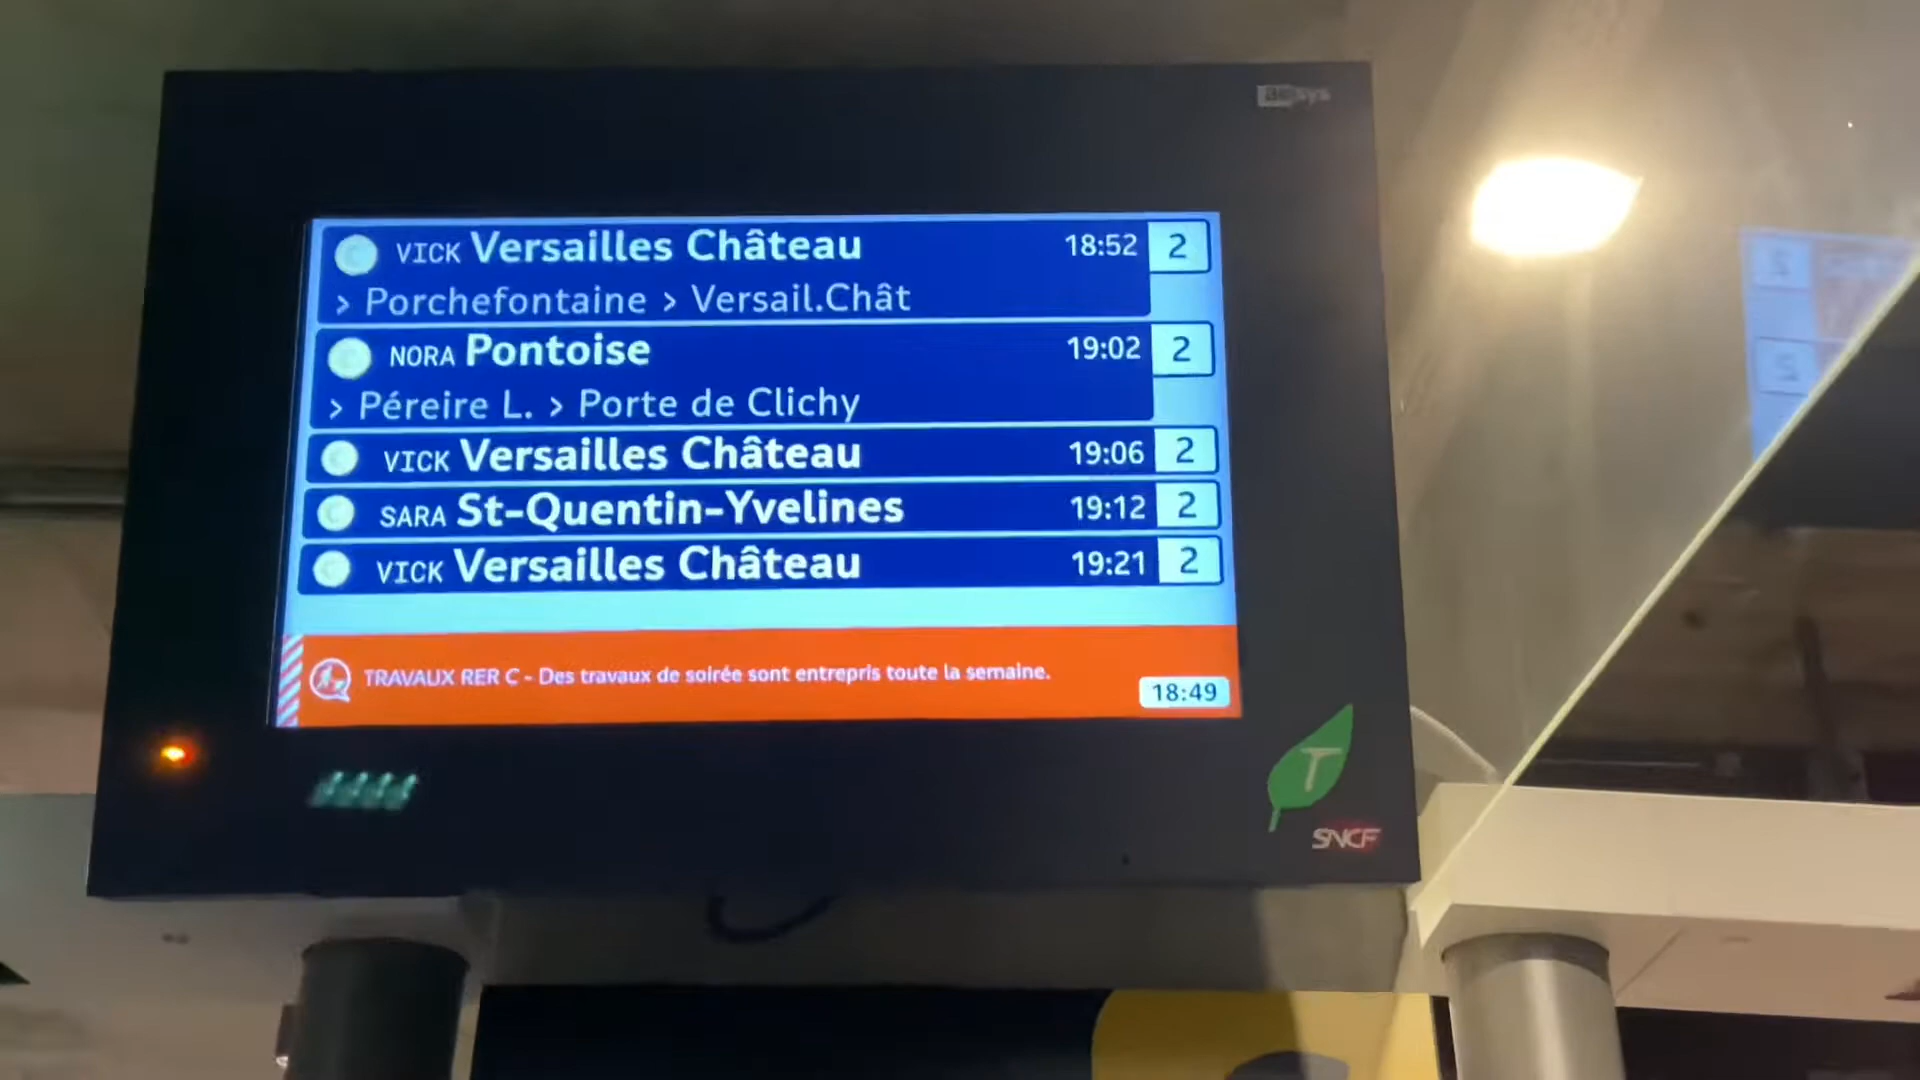 VICK Versailles Château 18:52 2
> Porchefontaine > Versail.Chât
NORA Pontoise 19:02 2
> Péreire L. > Porte de Clichy
VICK Versailles Château 19:06 2
SARA St-Quentin-Yvelines 19:12 2
VICK Versailles Château 19:21 2
TRAVAUX RER C - Des travaux de soirée sont entrepris toute la semaine.
18:49
T
SNCF